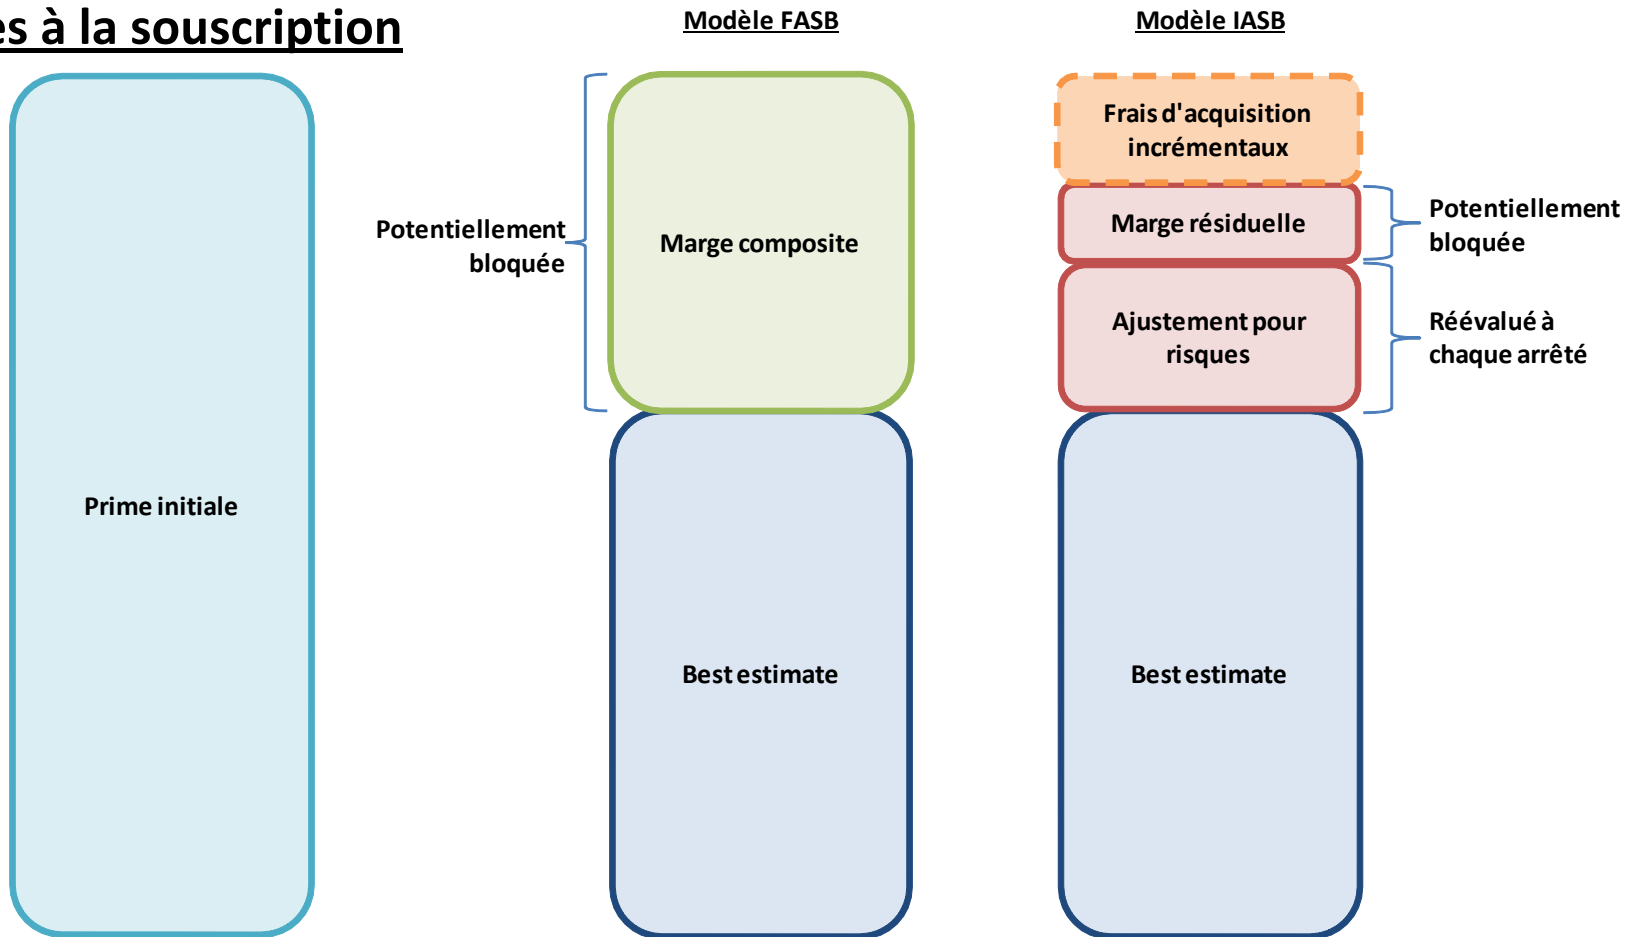 à la souscription
Modèle FASB
Modèle IASB
Frais d'acquisition
incrémentaux
Potentiellement
bloquée
Marge composite
Marge résiduelle
Potentiellement
bloquée
Ajustement pour
risques
Réévalué à
chaque arrêté
Prime initiale
Best estimate
Best estimate